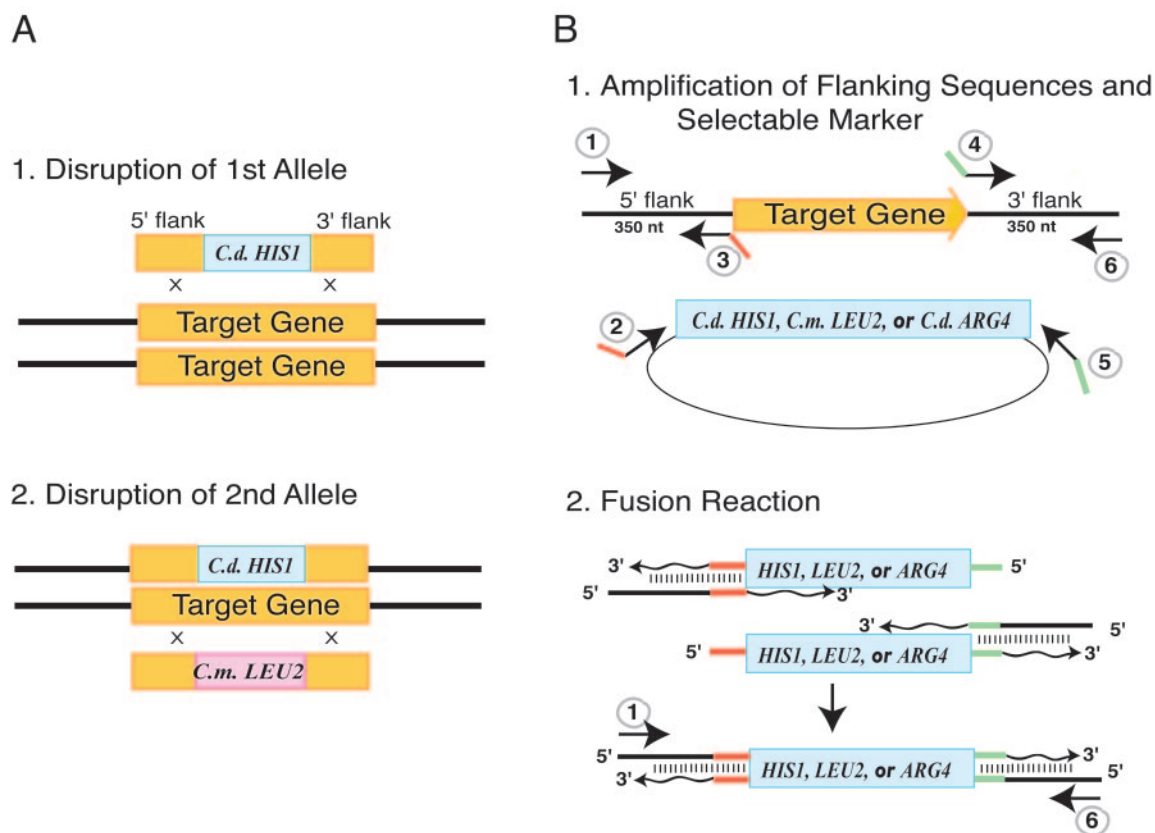 A
1. Disruption of 1st Allele
5' flank 3' flank
C.d. HIS1
x x
Target Gene
Target Gene
2. Disruption of 2nd Allele
C.d. HIS1
Target Gene
x x
C.m. LEU2
B
1. Amplification of Flanking Sequences and
Selectable Marker
1 4
5' flank Target Gene 3' flank
350 nt 350 nt
3 6
2 C.d. HIS1, C.m. LEU2, or C.d. ARG4 5
2. Fusion Reaction
3' HIS1, LEU2, or ARG4 5'
5' 3'
3' 5'
5' HIS1, LEU2, or ARG4 3'
1
5' 3'
3' HIS1, LEU2, or ARG4 5'
6